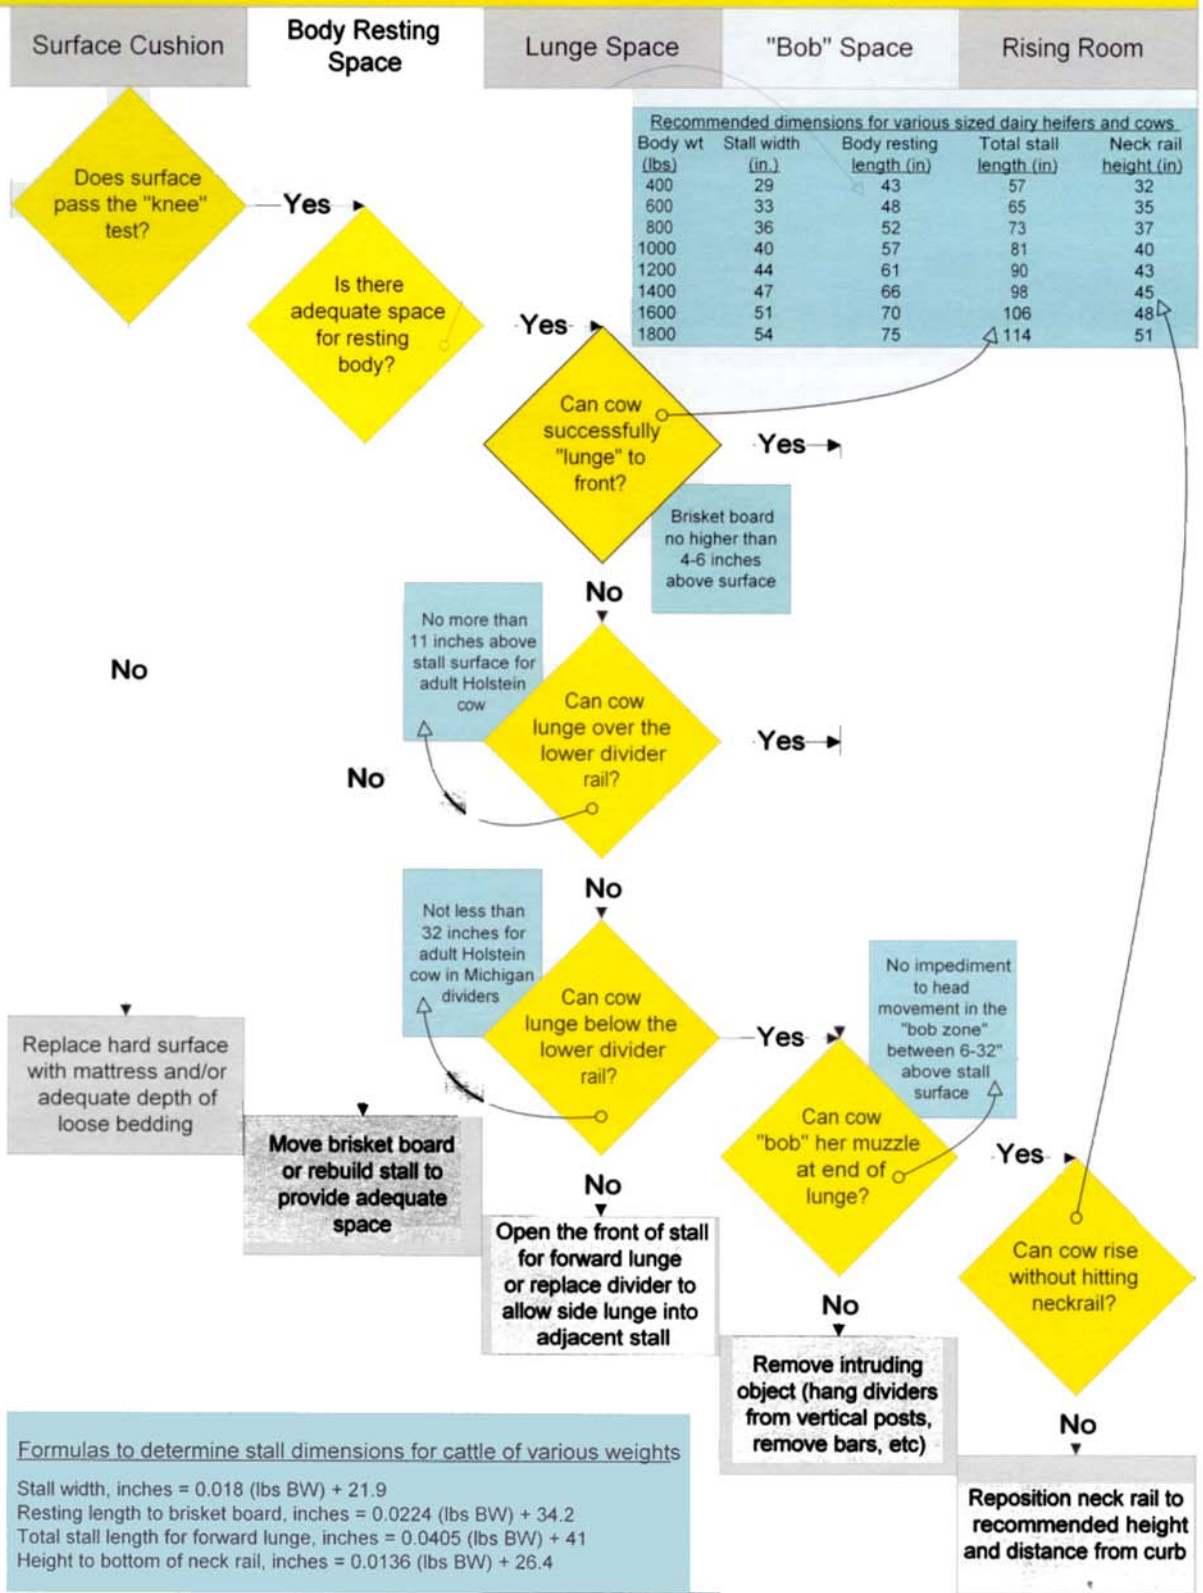 Surface Cushion
Body Resting
Space
Lunge Space
"Bob" Space
Rising Room
Recommended dimensions for various sized dairy heifers and cows
Body wt Stall width Body resting Total stall Neck rail
(lbs) (in.) length (in) length (in) height (in)
400 29 43 57 32
600 33 48 65 35
800 36 52 73 37
1000 40 57 81 40
1200 44 61 90 43
1400 47 66 98 45
1600 51 70 106 48
1800 54 75 114 51
Does surface
pass the "knee"
test?
Yes
Is there
adequate space
for resting
body?
Yes
Can cow
successfully
"lunge" to
front?
Yes
Brisket board
no higher than
4-6 inches
above surface
No
No more than
11 inches above
stall surface for
adult Holstein
cow
Can cow
lunge over the
lower divider
rail?
Yes
No
No
No
Not less than
32 inches for
adult Holstein
cow in Michigan
dividers
Can cow
lunge below the
lower divider
rail?
Yes
No impediment
to head
movement in the
"bob zone"
between 6-32"
above stall
surface
Can cow
"bob" her muzzle
at end of
lunge?
Yes
Can cow rise
without hitting
neckrail?
Replace hard surface
with mattress and/or
adequate depth of
loose bedding
Move brisket board
or rebuild stall to
provide adequate
space
No
Open the front of stall
for forward lunge
or replace divider to
allow side lunge into
adjacent stall
No
Remove intruding
object (hang dividers
from vertical posts,
remove bars, etc)
No
Reposition neck rail to
recommended height
and distance from curb
Formulas to determine stall dimensions for cattle of various weights
Stall width, inches = 0.018 (lbs BW) + 21.9
Resting length to brisket board, inches = 0.0224 (lbs BW) + 34.2
Total stall length for forward lunge, inches = 0.0405 (lbs BW) + 41
Height to bottom of neck rail, inches = 0.0136 (lbs BW) + 26.4